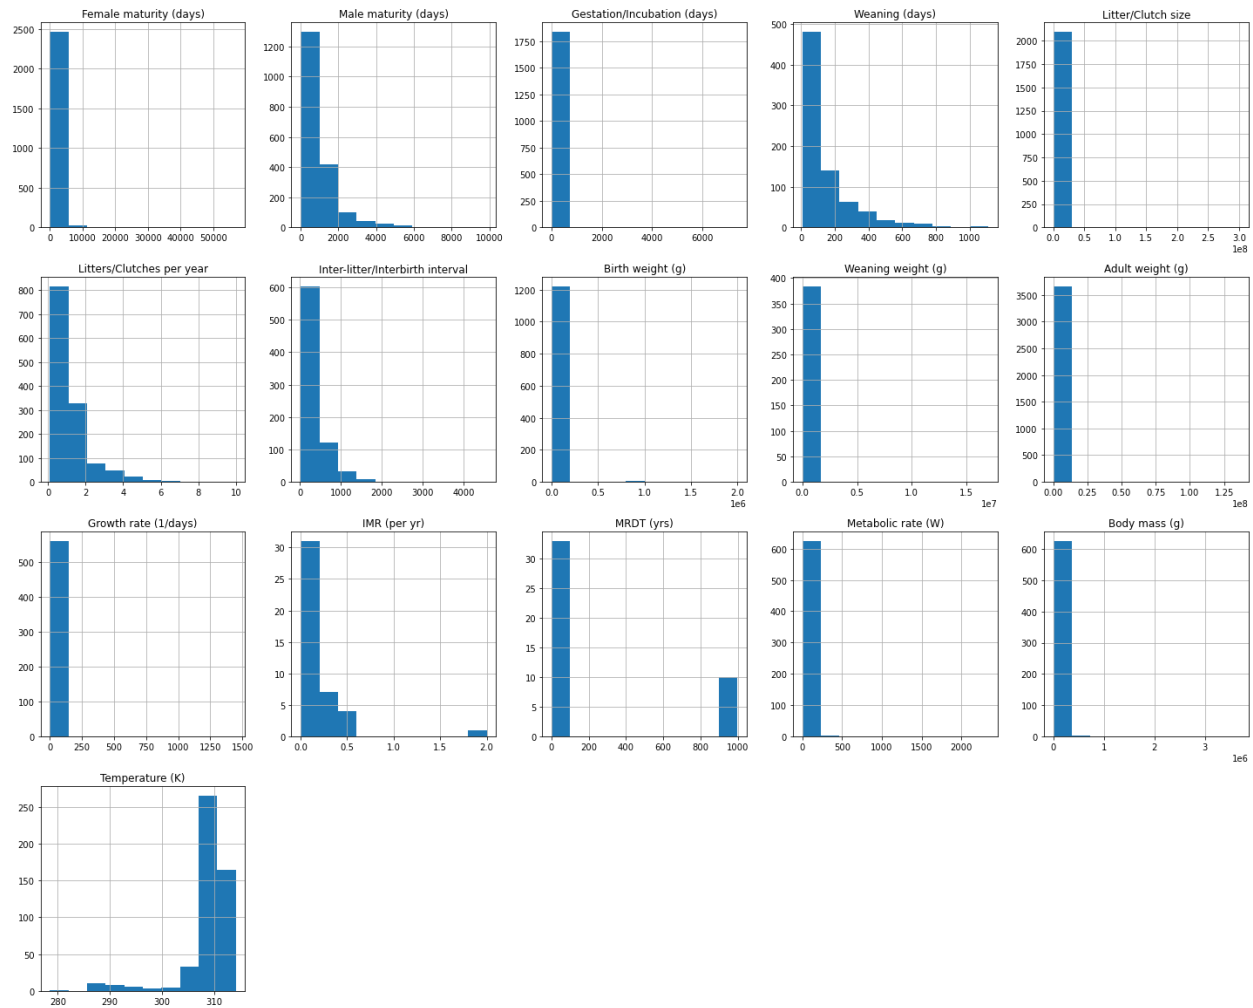 Female maturity (days) Male maturity (days) Gestation/Incubation (days) Weaning (days) Litter/Clutch size
2500 2000 1500 1000 500 0
0 10000 20000 30000 40000 50000
1200 1000 800 600 400 200 0
0 2000 4000 6000 8000 10000
1750 1500 1250 1000 750 500 250 0
0 2000 4000 6000
500 400 300 200 100 0
0 200 400 600 800 1000
2000 1750 1500 1250 1000 750 500 250 0
0.0 0.5 1.0 1.5 2.0 2.5 3.0
1e8
Litters/Clutches per year Inter-litter/Interbirth interval Birth weight (g) Weaning weight (g) Adult weight (g)
800 700 600 500 400 300 200 100 0
0 2 4 6 8 10
600 500 400 300 200 100 0
0 1000 2000 3000 4000
1200 1000 800 600 400 200 0
0.0 0.5 1.0 1.5 2.0
1e6
400 350 300 250 200 150 100 50 0
0.0 0.5 1.0 1.5
1e7
3500 3000 2500 2000 1500 1000 500 0
0.00 0.25 0.50 0.75 1.00 1.25
1e8
Growth rate (1/days) IMR (per yr) MRDT (yrs) Metabolic rate (W) Body mass (g)
500 400 300 200 100 0
0 250 500 750 1000 1250 1500
30 25 20 15 10 5 0
0.0 0.5 1.0 1.5 2.0
30 25 20 15 10 5 0
0 200 400 600 800 1000
600 500 400 300 200 100 0
0 500 1000 1500 2000
600 500 400 300 200 100 0
0 1 2 3
1e6
Temperature (K)
250 200 150 100 50 0
280 290 300 310